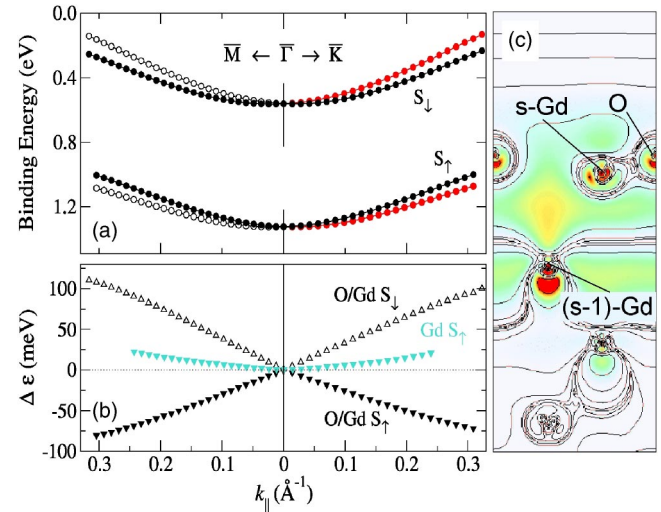 0.0
0.4
0.8
1.2
Binding Energy (eV)
M̅ ← Γ̅ → K̅
S↓
S↑
(a)
100
50
0
-50
-100
Δ ε (meV)
O/Gd S↓
Gd S↑
O/Gd S↑
(b)
0.3 0.2 0.1 0 0.1 0.2 0.3
k|| (Å⁻¹)
(c)
s-Gd
O
(s-1)-Gd